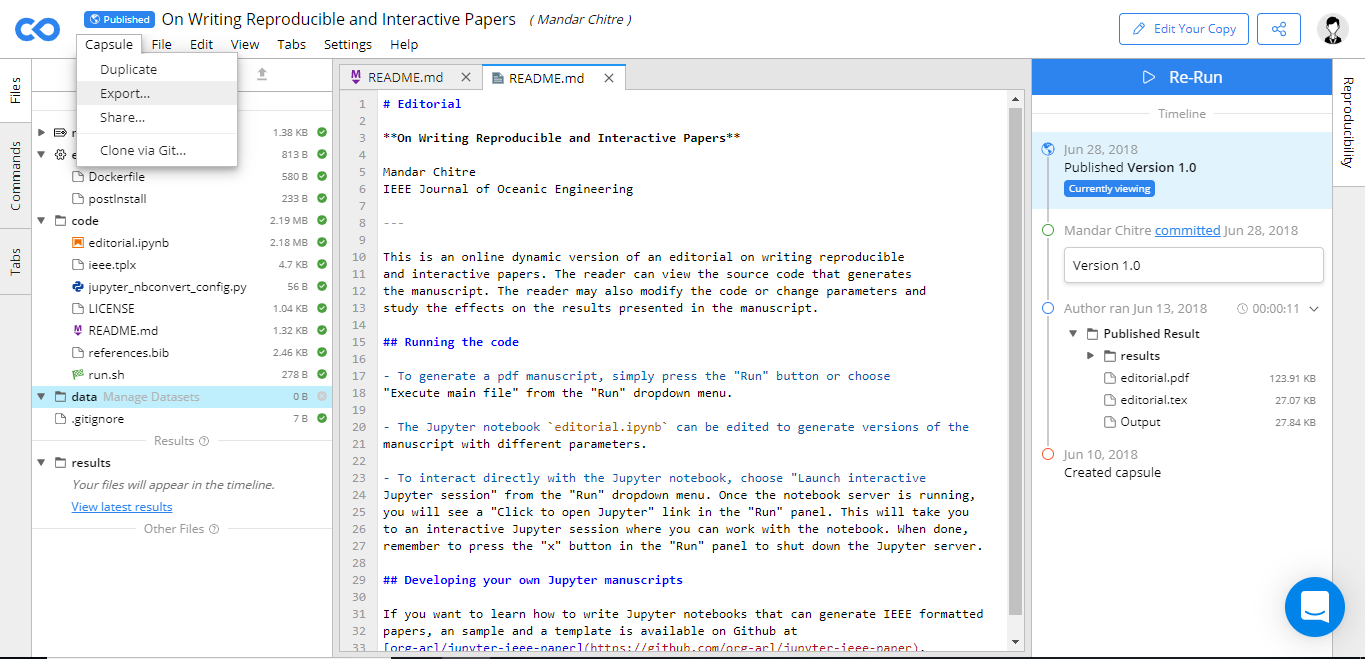 Published On Writing Reproducible and Interactive Papers ( Mandar Chitre )
Edit Your Copy
Capsule File Edit View Tabs Settings Help
Duplicate
Export...
Share...
Clone via Git...
Files
Commands
Tabs
1.38 KB
813 B
Dockerfile 580 B
postInstall 233 B
code 2.19 MB
editorial.ipynb 2.18 MB
ieee.tplx 4.7 KB
jupyter_nbconvert_config.py 56 B
LICENSE 1.04 KB
README.md 1.32 KB
references.bib 2.46 KB
run.sh 278 B
data Manage Datasets 0 B
.gitignore 7 B
Results
results
Your files will appear in the timeline.
View latest results
Other Files
README.md README.md
1 # Editorial
2
3 **On Writing Reproducible and Interactive Papers**
4
5 Mandar Chitre
6 IEEE Journal of Oceanic Engineering
7
8 ---
9
10 This is an online dynamic version of an editorial on writing reproducible
11 and interactive papers. The reader can view the source code that generates
12 the manuscript. The reader may also modify the code or change parameters and
13 study the effects on the results presented in the manuscript.
14
15 ## Running the code
16
17 - To generate a pdf manuscript, simply press the "Run" button or choose
18 "Execute main file" from the "Run" dropdown menu.
19
20 - The Jupyter notebook `editorial.ipynb` can be edited to generate versions of the
21 manuscript with different parameters.
22
23 - To interact directly with the Jupyter notebook, choose "Launch interactive
24 Jupyter session" from the "Run" dropdown menu. Once the notebook server is running,
25 you will see a "Click to open Jupyter" link in the "Run" panel. This will take you
26 to an interactive Jupyter session where you can work with the notebook. When done,
27 remember to press the "x" button in the "Run" panel to shut down the Jupyter server.
28
29 ## Developing your own Jupyter manuscripts
30
31 If you want to learn how to write Jupyter notebooks that can generate IEEE formatted
32 papers, an sample and a template is available on Github at
33 [org-arl/jupyter-ieee-paper](https://github.com/org-arl/jupyter-ieee-paper).
Re-Run
Timeline
Jun 28, 2018
Published Version 1.0
Currently viewing
Mandar Chitre committed Jun 28, 2018
Version 1.0
Author ran Jun 13, 2018 00:00:11
Published Result
results
editorial.pdf 123.91 KB
editorial.tex 27.07 KB
Output 27.84 KB
Jun 10, 2018
Created capsule
Reproducibility